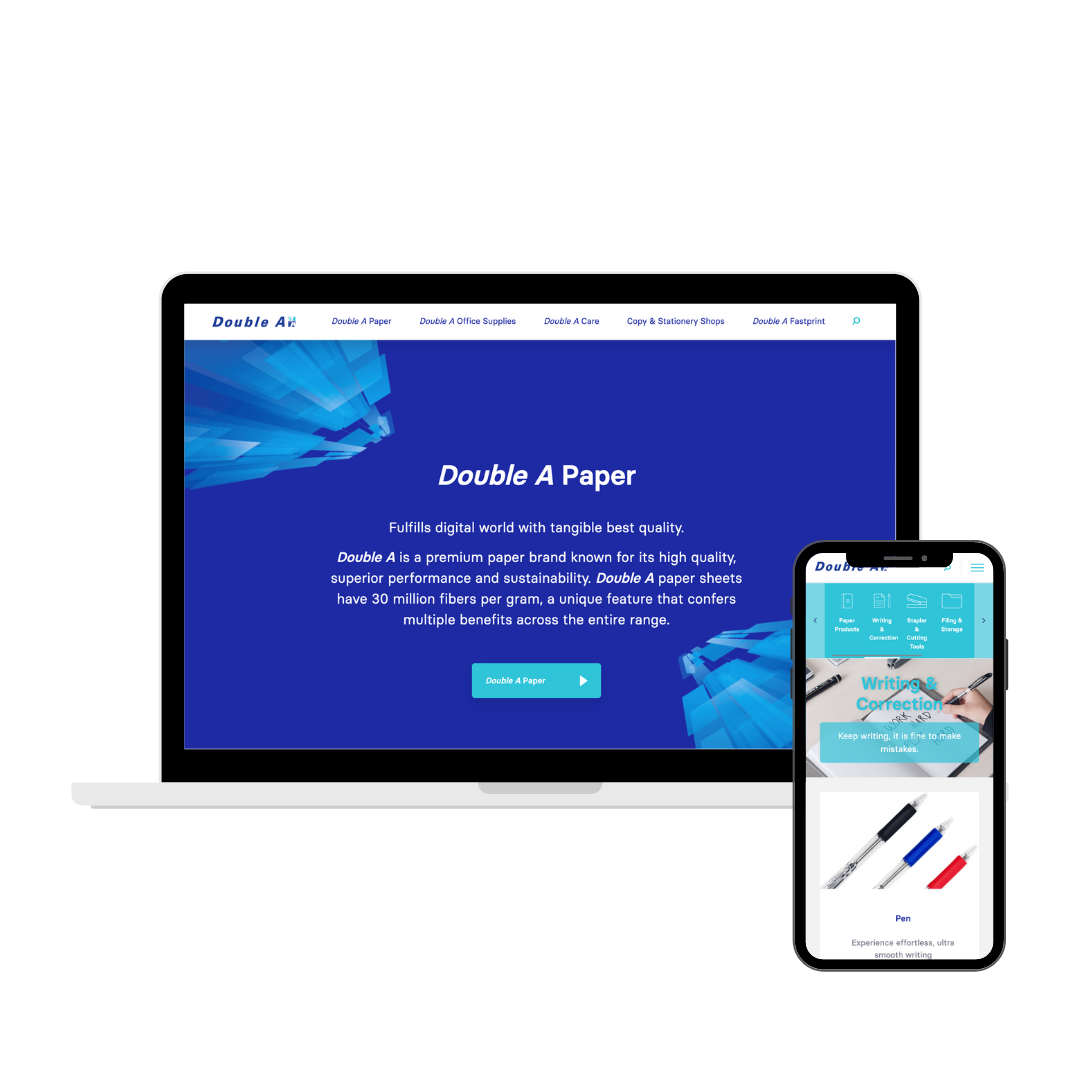 Double A
Double A Paper
Double A Office Supplies
Double A Care
Copy & Stationery Shops
Double A Fastprint
Double A Paper
Fulfills digital world with tangible best quality.
Double A is a premium paper brand known for its high quality,
superior performance and sustainability. Double A paper sheets
have 30 million fibers per gram, a unique feature that confers
multiple benefits across the entire range.
Double A Paper
Double A
Paper
Products
Writing
&
Correction
Stapler
&
Cutting
Tools
Filing &
Storage
Writing &
Correction
WORK
HARD
Keep writing, it is fine to make
mistakes.
Pen
Experience effortless, ultra
smooth writing